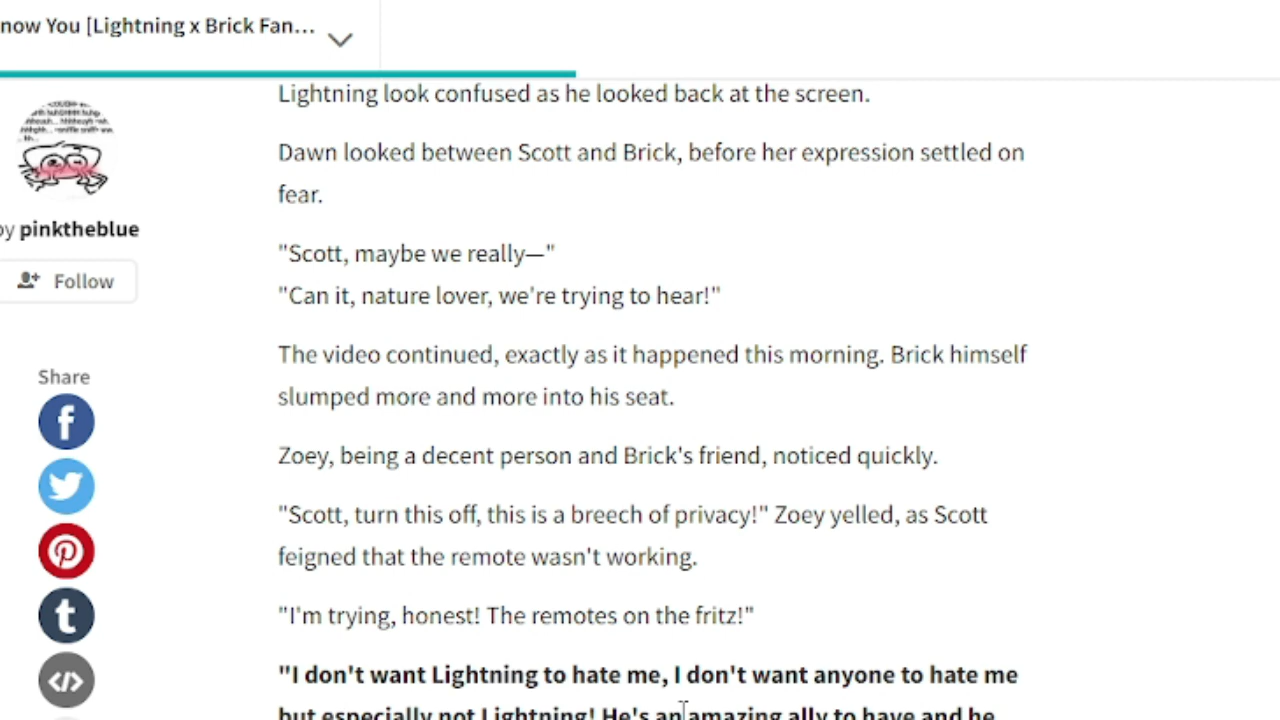 now You [Lightning x Brick Fan...
Lightning look confused as he looked back at the screen.
Dawn looked between Scott and Brick, before her expression settled on
fear.
by pinktheblue
Follow
"Scott, maybe we really—"
"Can it, nature lover, we're trying to hear!"
The video continued, exactly as it happened this morning. Brick himself
slumped more and more into his seat.
Share
Zoey, being a decent person and Brick's friend, noticed quickly.
"Scott, turn this off, this is a breech of privacy!" Zoey yelled, as Scott
feigned that the remote wasn't working.
"I'm trying, honest! The remotes on the fritz!"
"I don't want Lightning to hate me, I don't want anyone to hate me
but especially not Lightning! He's an amazing ally to have and he